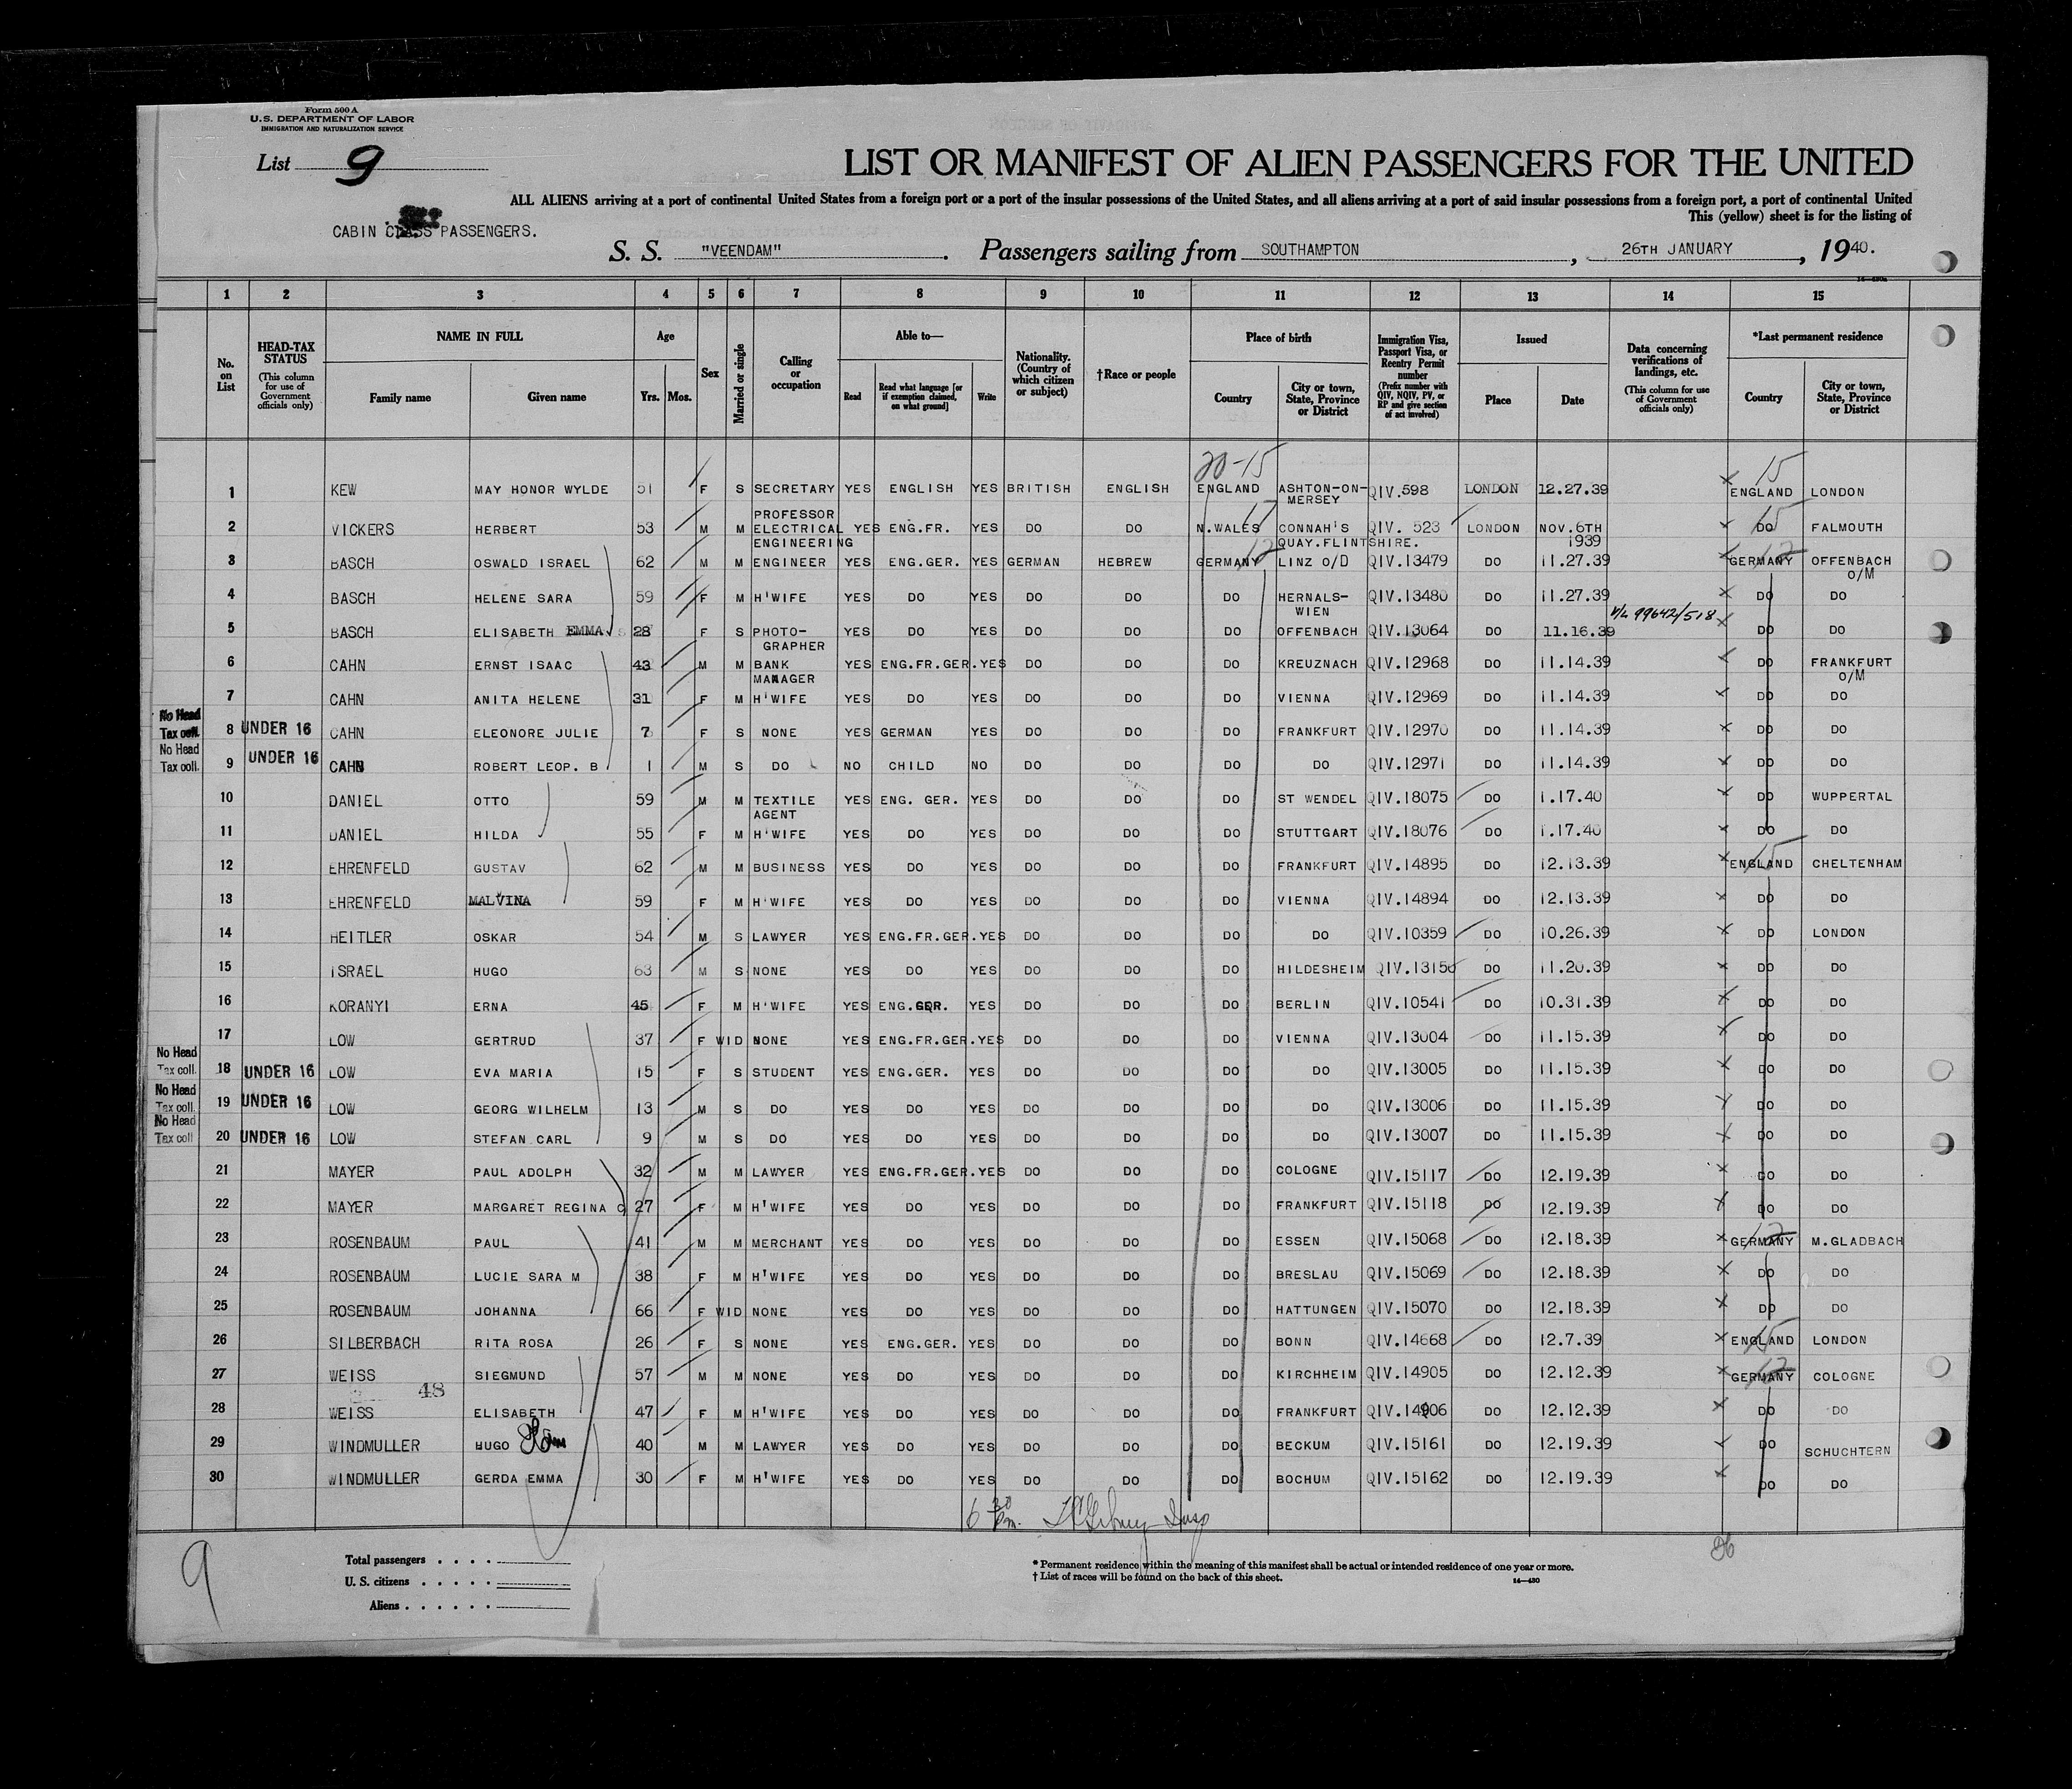 Form 500 A
U.S. DEPARTMENT OF LABOR
IMMIGRATION AND NATURALIZATION SERVICE
List 9
LIST OR MANIFEST OF ALIEN PASSENGERS FOR THE UNITED
ALL ALIENS arriving at a port of continental United States from a foreign port or a port of the insular possessions of the United States, and all aliens arriving at a port of said insular possessions from a foreign port, a port of continental United
This (yellow) sheet is for the listing of
CABIN CLASS PASSENGERS.
S. S. "VEENDAM". Passengers sailing from SOUTHAMPTON, 26TH JANUARY, 1940.
1 2 3 4 5 6 7 8 9 10 11 12 13 14 15
No. on List
HEAD-TAX STATUS (This column for use of Government officials only)
NAME IN FULL Family name Given name
Age Yrs. Mos.
Sex
Married or single
Calling or occupation
Able to— Read Read what language [or if exemption claimed, on what ground] Write
Nationality. (Country of which citizen or subject)
†Race or people
Place of birth Country City or town, State, Province or District
Immigration Visa, Passport Visa, or Reentry Permit number (Prefix number with QIV, NQIV, PV, or RP and give section of act involved)
Issued Place Date
Data concerning verifications of landings, etc. (This column for use of Government officials only)
*Last permanent residence Country City or town, State, Province or District
20-15 15
1 KEW MAY HONOR WYLDE 51 F S SECRETARY YES ENGLISH YES BRITISH ENGLISH ENGLAND ASHTON-ON-MERSEY QIV.598 LONDON 12.27.39 ENGLAND LONDON
2 VICKERS HERBERT 53 M M PROFESSOR ELECTRICAL ENGINEERING YES ENG.FR. YES DO DO N.WALES CONNAH'S QUAY.FLINTSHIRE. QIV. 523 LONDON NOV.6TH 1939 15 DO FALMOUTH
3 BASCH OSWALD ISRAEL 62 M M ENGINEER YES ENG.GER. YES GERMAN HEBREW 12 GERMANY LINZ O/D QIV.13479 DO 11.27.39 12 GERMANY OFFENBACH O/M
4 BASCH HELENE SARA 59 F M H'WIFE YES DO YES DO DO DO HERNALS-WIEN QIV.13480 DO 11.27.39 DO DO
5 BASCH ELISABETH EMMA S 28 F S PHOTO-GRAPHER YES DO YES DO DO DO OFFENBACH QIV.13064 DO 11.16.39 99642/518 DO DO
6 CAHN ERNST ISAAC 43 M M BANK MANAGER YES ENG.FR.GER.YES DO DO DO KREUZNACH QIV.12968 DO 11.14.39 DO FRANKFURT O/M
7 CAHN ANITA HELENE 31 F M H'WIFE YES DO YES DO DO DO VIENNA QIV.12969 DO 11.14.39 DO DO
No Head Tax coll. 8 UNDER 16 CAHN ELEONORE JULIE 7 F S NONE YES GERMAN YES DO DO DO FRANKFURT QIV.12970 DO 11.14.39 DO DO
No Head Tax coll. 9 UNDER 16 CAHN ROBERT LEOP. B 1 M S DO NO CHILD NO DO DO DO DO QIV.12971 DO 11.14.39 DO DO
10 DANIEL OTTO 59 M M TEXTILE AGENT YES ENG. GER. YES DO DO DO ST WENDEL QIV.18075 DO 1.17.40 DO WUPPERTAL
11 DANIEL HILDA 55 F M H'WIFE YES DO YES DO DO DO STUTTGART QIV.18076 DO 1.17.40 DO DO
12 EHRENFELD GUSTAV 62 M M BUSINESS YES DO YES DO DO DO FRANKFURT QIV.14895 DO 12.13.39 15 ENGLAND CHELTENHAM
13 EHRENFELD MALVINA 59 F M H'WIFE YES DO YES DO DO DO VIENNA QIV.14894 DO 12.13.39 DO DO
14 HEITLER OSKAR 54 M S LAWYER YES ENG.FR.GER.YES DO DO DO DO QIV.10359 DO 10.26.39 DO LONDON
15 ISRAEL HUGO 63 M S NONE YES DO YES DO DO DO HILDESHEIM QIV.13156 DO 11.20.39 DO DO
16 KORANYI ERNA 45 F M H'WIFE YES ENG.GER. YES DO DO DO BERLIN QIV.10541 DO 10.31.39 DO DO
17 LOW GERTRUD 37 F WID NONE YES ENG.FR.GER.YES DO DO DO VIENNA QIV.13004 DO 11.15.39 DO DO
No Head Tax coll. 18 UNDER 16 LOW EVA MARIA 15 F S STUDENT YES ENG.GER. YES DO DO DO DO QIV.13005 DO 11.15.39 DO DO
No Head Tax coll. 19 UNDER 16 LOW GEORG WILHELM 13 M S DO YES DO YES DO DO DO DO QIV.13006 DO 11.15.39 DO DO
No Head Tax coll 20 UNDER 16 LOW STEFAN CARL 9 M S DO YES DO YES DO DO DO DO QIV.13007 DO 11.15.39 DO DO
21 MAYER PAUL ADOLPH 32 M M LAWYER YES ENG.FR.GER.YES DO DO DO COLOGNE QIV.15117 DO 12.19.39 DO DO
22 MAYER MARGARET REGINA C 27 F M H'WIFE YES DO YES DO DO DO FRANKFURT QIV.15118 DO 12.19.39 DO DO
23 ROSENBAUM PAUL 41 M M MERCHANT YES DO YES DO DO DO ESSEN QIV.15068 DO 12.18.39 12 GERMANY M.GLADBACH
24 ROSENBAUM LUCIE SARA M 38 F M H'WIFE YES DO YES DO DO DO BRESLAU QIV.15069 DO 12.18.39 DO DO
25 ROSENBAUM JOHANNA 66 F WID NONE YES DO YES DO DO DO HATTUNGEN QIV.15070 DO 12.18.39 DO DO
26 SILBERBACH RITA ROSA 26 F S NONE YES ENG.GER. YES DO DO DO BONN QIV.14668 DO 12.7.39 15 ENGLAND LONDON
27 WEISS SIEGMUND 57 M M NONE YES DO YES DO DO DO KIRCHHEIM QIV.14905 DO 12.12.39 12 GERMANY COLOGNE
48
28 WEISS ELISABETH 47 F M H'WIFE YES DO YES DO DO DO FRANKFURT QIV.14906 DO 12.12.39 DO DO
29 WINDMULLER HUGO 40 M M LAWYER YES DO YES DO DO DO BECKUM QIV.15161 DO 12.19.39 DO SCHUCHTERN
30 WINDMULLER GERDA EMMA 30 F M H'WIFE YES DO YES DO DO DO BOCHUM QIV.15162 DO 12.19.39 DO DO
6 30 pm.
9
Total passengers
U. S. citizens
Aliens
* Permanent residence within the meaning of this manifest shall be actual or intended residence of one year or more.
† List of races will be found on the back of this sheet.
14—480